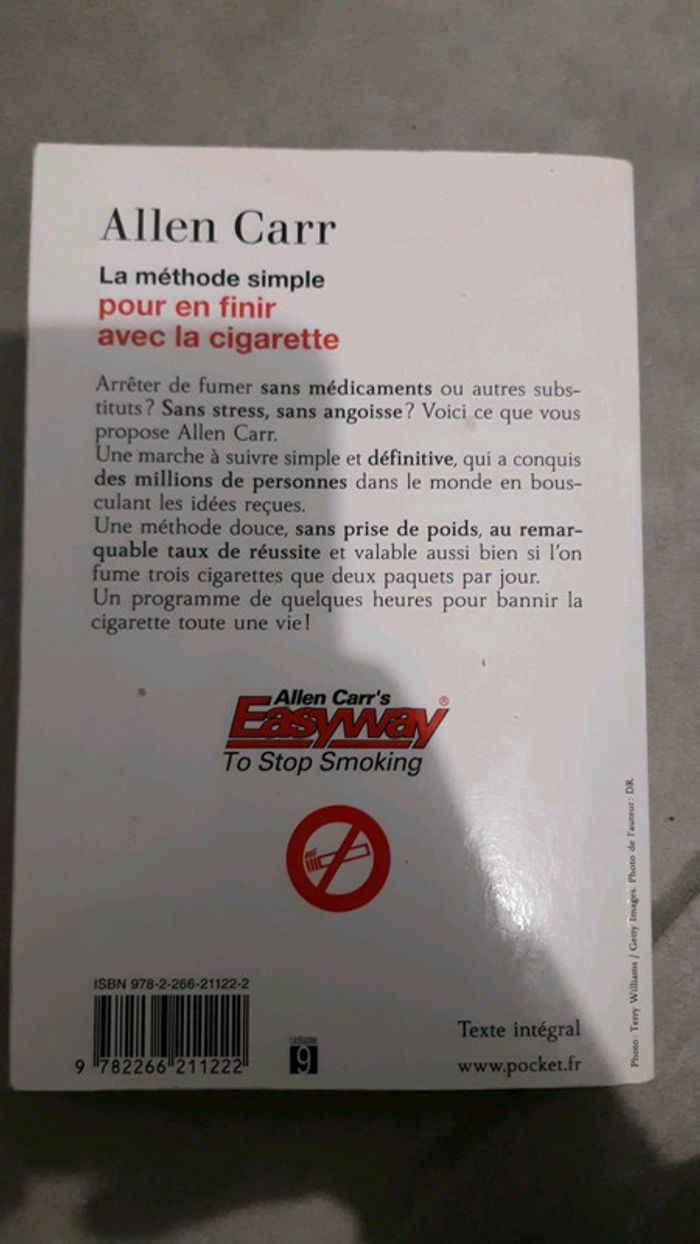 Allen Carr
La méthode simple
pour en finir
avec la cigarette
Arrêter de fumer sans médicaments ou autres subs-
tituts ? Sans stress, sans angoisse ? Voici ce que vous
propose Allen Carr.
Une marche à suivre simple et définitive, qui a conquis
des millions de personnes dans le monde en bous-
culant les idées reçues.
Une méthode douce, sans prise de poids, au remar-
quable taux de réussite et valable aussi bien si l'on
fume trois cigarettes que deux paquets par jour.
Un programme de quelques heures pour bannir la
cigarette toute une vie !
Allen Carr's
Easyway®
To Stop Smoking
ISBN 978-2-266-21122-2
9 782266 211222
CATÉGORIE
9
Texte intégral
www.pocket.fr
Photo : Terry Williams / Getty Images. Photo de l'auteur : DR